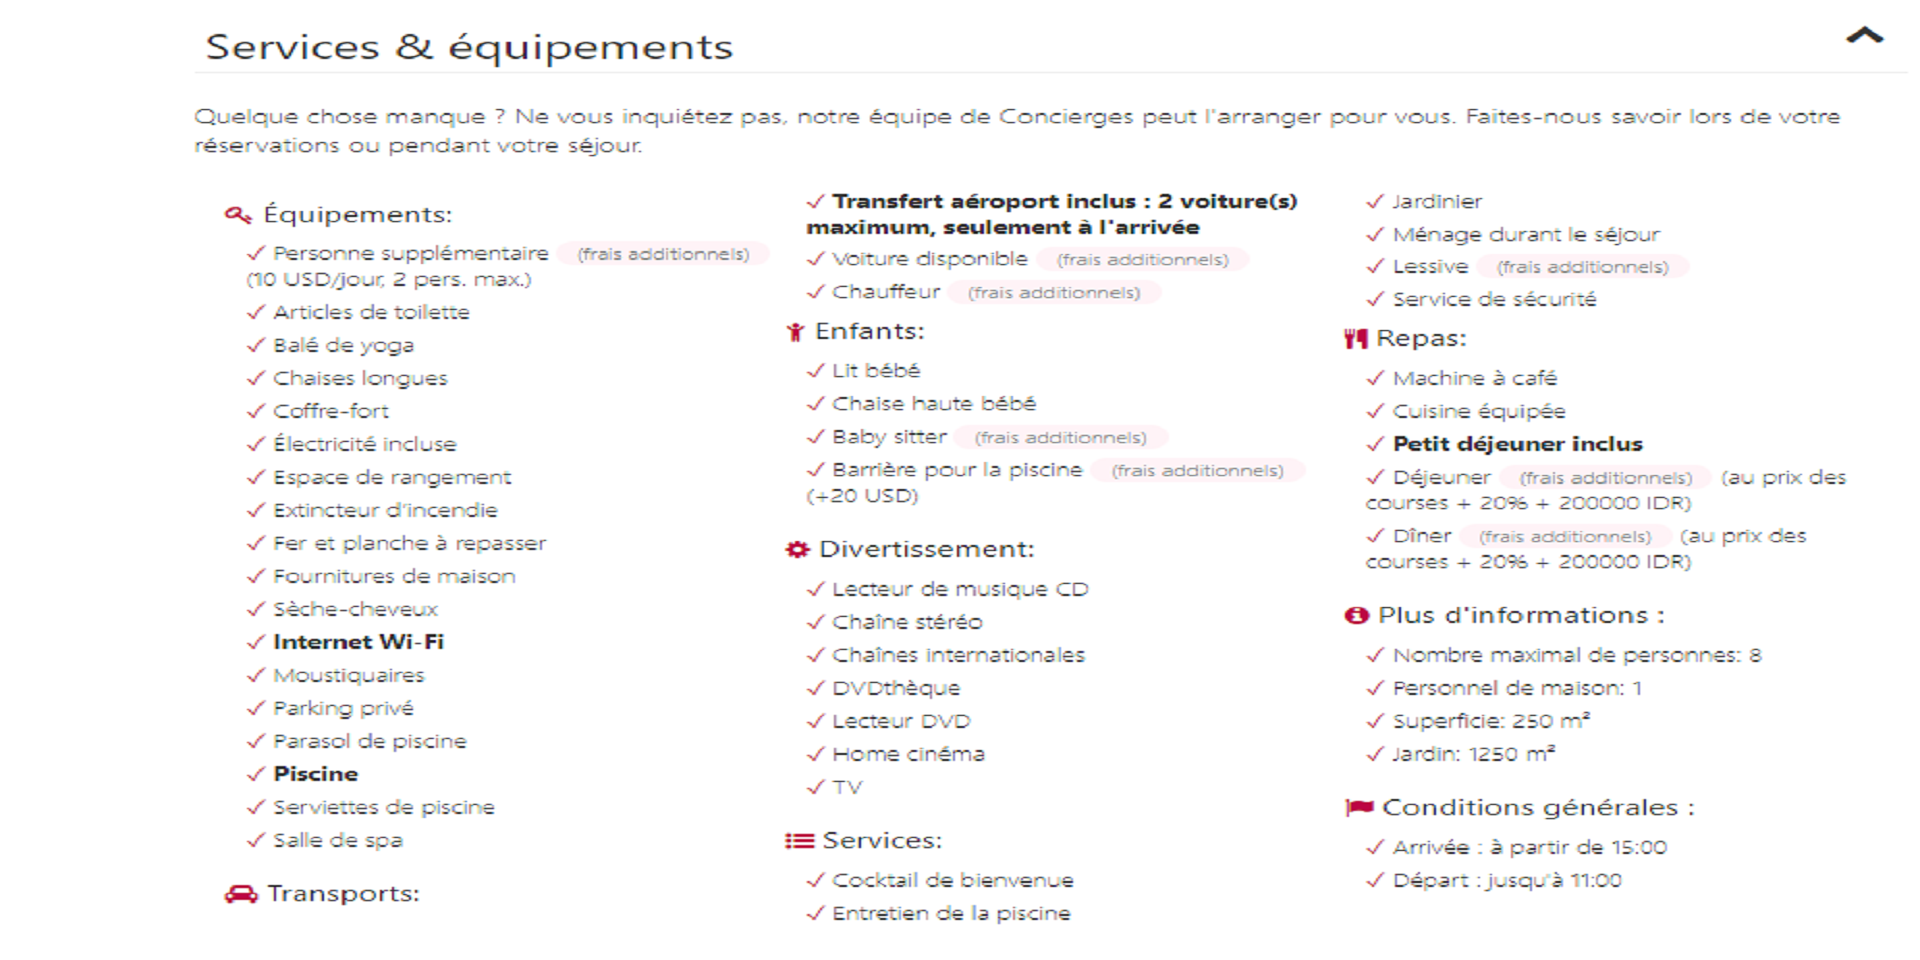 Services & équipements
Quelque chose manque ? Ne vous inquiétez pas, notre équipe de Concierges peut l'arranger pour vous. Faites-nous savoir lors de votre
réservations ou pendant votre séjour.
Équipements:
Personne supplémentaire (frais additionnels)
(10 USD/jour, 2 pers. max.)
Articles de toilette
Balé de yoga
Chaises longues
Coffre-fort
Électricité incluse
Espace de rangement
Extincteur d'incendie
Fer et planche à repasser
Fournitures de maison
Sèche-cheveux
Internet Wi-Fi
Moustiquaires
Parking privé
Parasol de piscine
Piscine
Serviettes de piscine
Salle de spa
Transports:
Transfert aéroport inclus : 2 voiture(s)
maximum, seulement à l'arrivée
Voiture disponible (frais additionnels)
Chauffeur (frais additionnels)
Enfants:
Lit bébé
Chaise haute bébé
Baby sitter (frais additionnels)
Barrière pour la piscine (frais additionnels)
(+20 USD)
Divertissement:
Lecteur de musique CD
Chaîne stéréo
Chaînes internationales
DVDthèque
Lecteur DVD
Home cinéma
TV
Services:
Cocktail de bienvenue
Entretien de la piscine
Jardinier
Ménage durant le séjour
Lessive (frais additionnels)
Service de sécurité
Repas:
Machine à café
Cuisine équipée
Petit déjeuner inclus
Déjeuner (frais additionnels) (au prix des
courses + 20% + 200000 IDR)
Dîner (frais additionnels) (au prix des
courses + 20% + 200000 IDR)
Plus d'informations :
Nombre maximal de personnes: 8
Personnel de maison: 1
Superficie: 250 m²
Jardin: 1250 m²
Conditions générales :
Arrivée : à partir de 15:00
Départ : jusqu'à 11:00